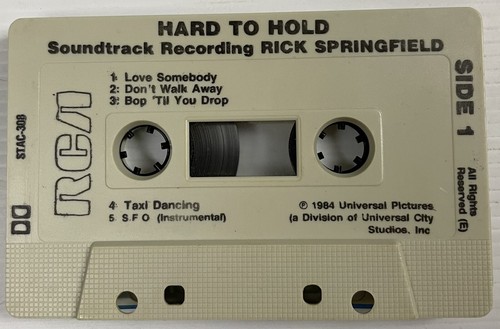 HARD TO HOLD
Soundtrack Recording RICK SPRINGFIELD
1: Love Somebody
2: Don't Walk Away
3: Bop 'Til You Drop
RCA
STAC-308
SIDE 1
4: Taxi Dancing
5 S.F O (Instrumental)
℗ 1984 Universal Pictures
(a Division of Universal City
Studios, Inc
All Rights
Reserved (E)